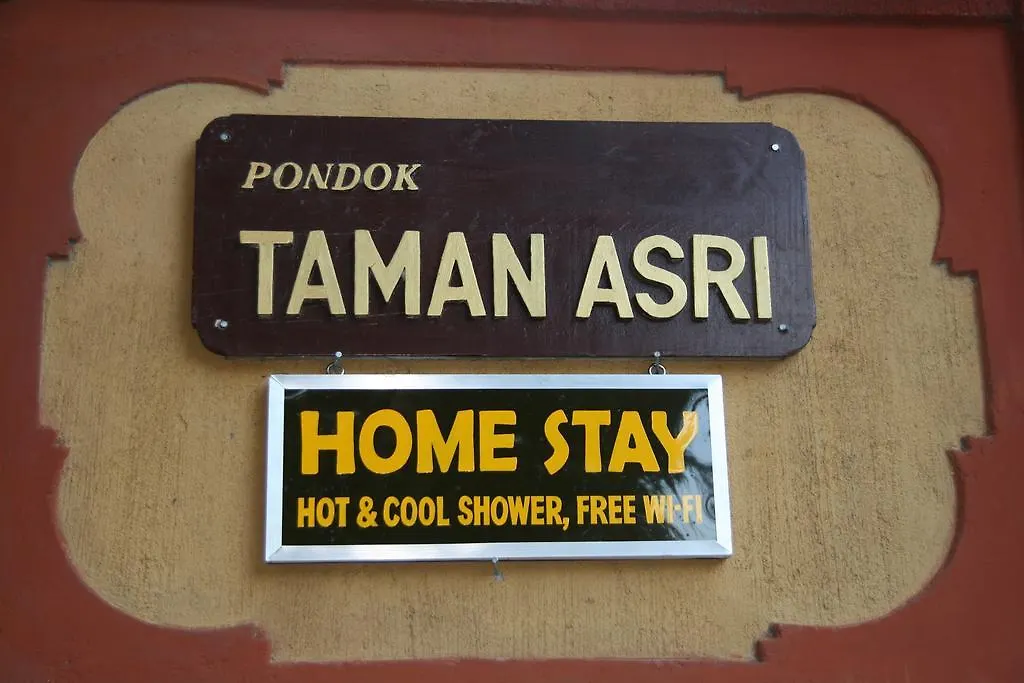 PONDOK
TAMAN ASRI
HOME STAY
HOT & COOL SHOWER, FREE WI-FI